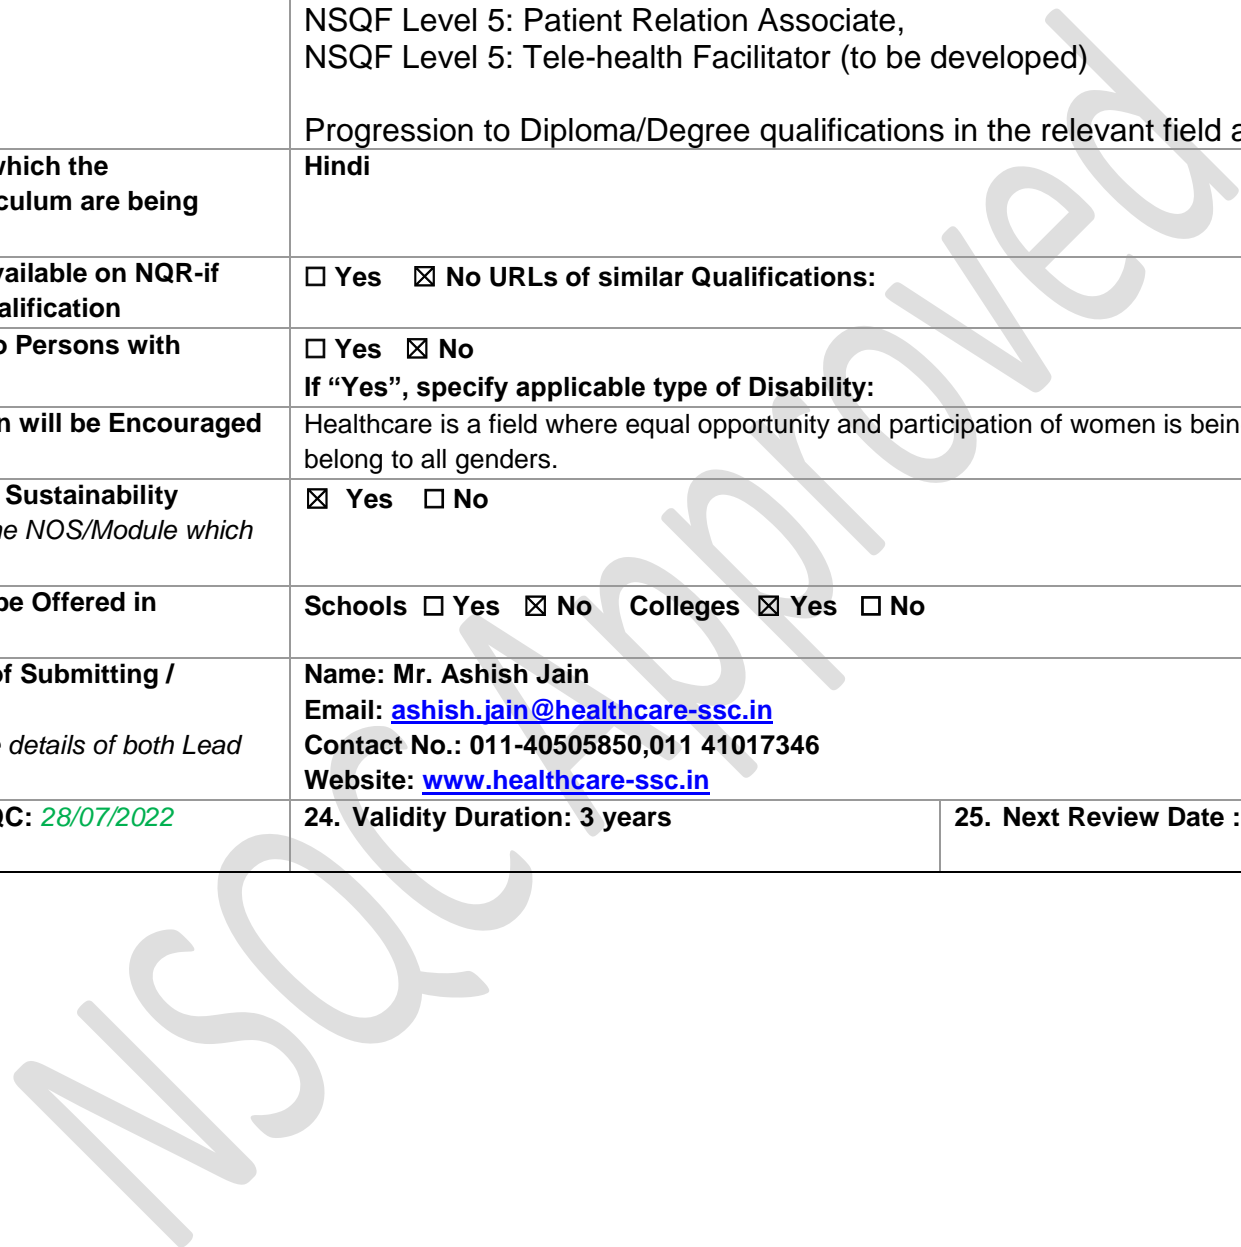 NSQF Level 5: Patient Relation Associate,
NSQF Level 5: Tele-health Facilitator (to be developed)
Progression to Diploma/Degree qualifications in the relevant field a
which the
culum are being
Hindi
vailable on NQR-if
alification
☐ Yes ☒ No URLs of similar Qualifications:
o Persons with
☐ Yes ☒ No
If “Yes”, specify applicable type of Disability:
n will be Encouraged
Healthcare is a field where equal opportunity and participation of women is bein
belong to all genders.
Sustainability
he NOS/Module which
☒ Yes ☐ No
be Offered in
Schools ☐ Yes ☒ No Colleges ☒ Yes ☐ No
of Submitting /
details of both Lead
Name: Mr. Ashish Jain
Email: ashish.jain@healthcare-ssc.in
Contact No.: 011-40505850,011 41017346
Website: www.healthcare-ssc.in
QC: 28/07/2022
24. Validity Duration: 3 years
25. Next Review Date :
NSQC Approved